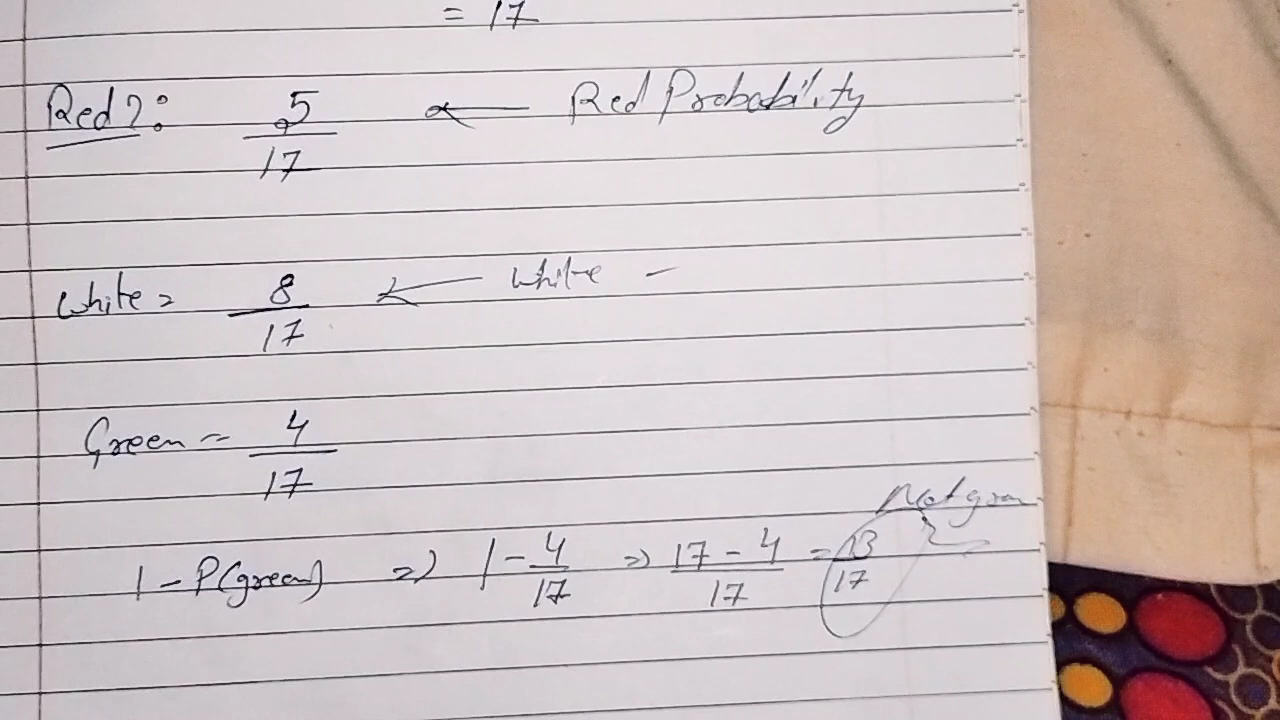 = 17
Red?: 5/17 ← Red Probability
White = 8/17 ← White –
Green = 4/17
Not green
1 – P(green) => 1 – 4/17 => 17 – 4/17 = 13/17